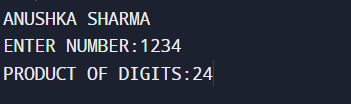 ANUSHKA SHARMA
ENTER NUMBER:1234
PRODUCT OF DIGITS:24